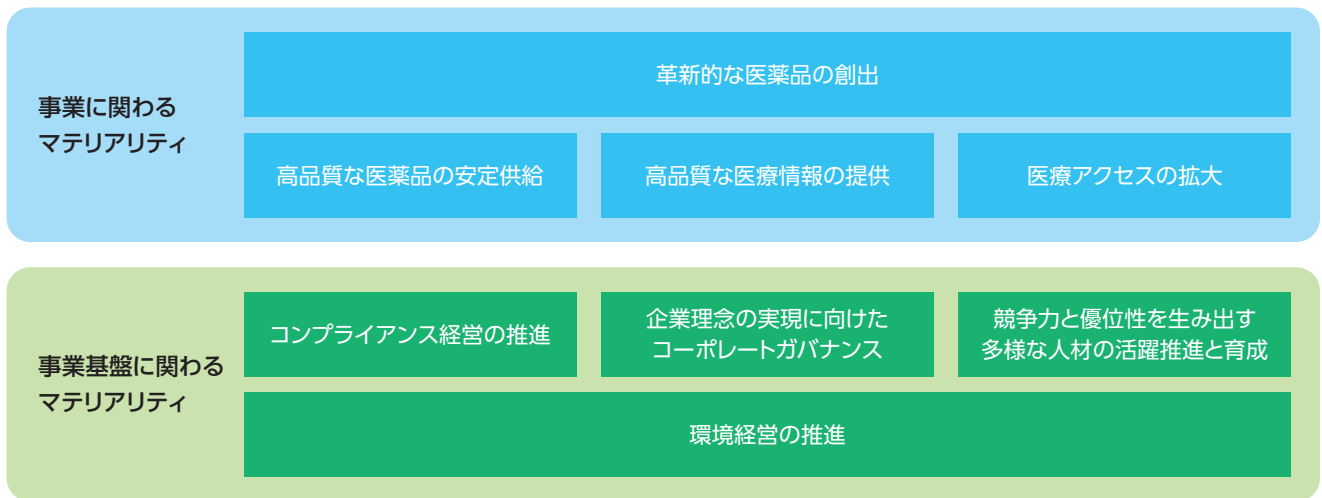 事業に関わる
マテリアリティ
革新的な医薬品の創出
高品質な医薬品の安定供給
高品質な医療情報の提供
医療アクセスの拡大
事業基盤に関わる
マテリアリティ
コンプライアンス経営の推進
企業理念の実現に向けた
コーポレートガバナンス
競争力と優位性を生み出す
多様な人材の活躍推進と育成
環境経営の推進